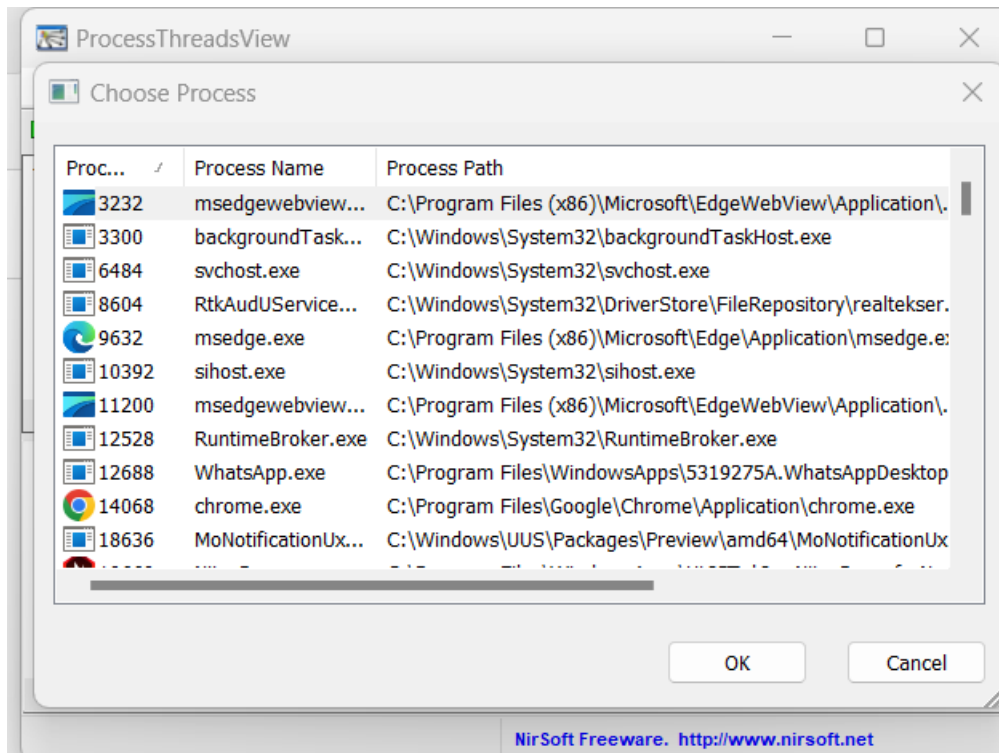 ProcessThreadsView
Choose Process
Proc... Process Name Process Path
3232 msedgewebview... C:\Program Files (x86)\Microsoft\EdgeWebView\Application\.
3300 backgroundTask... C:\Windows\System32\backgroundTaskHost.exe
6484 svchost.exe C:\Windows\System32\svchost.exe
8604 RtkAudUService... C:\Windows\System32\DriverStore\FileRepository\realtekser.
9632 msedge.exe C:\Program Files (x86)\Microsoft\Edge\Application\msedge.e
10392 sihost.exe C:\Windows\System32\sihost.exe
11200 msedgewebview... C:\Program Files (x86)\Microsoft\EdgeWebView\Application\.
12528 RuntimeBroker.exe C:\Windows\System32\RuntimeBroker.exe
12688 WhatsApp.exe C:\Program Files\WindowsApps\5319275A.WhatsAppDesktop
14068 chrome.exe C:\Program Files\Google\Chrome\Application\chrome.exe
18636 MoNotificationUx... C:\Windows\UUS\Packages\Preview\amd64\MoNotificationUx
OK Cancel
NirSoft Freeware. http://www.nirsoft.net